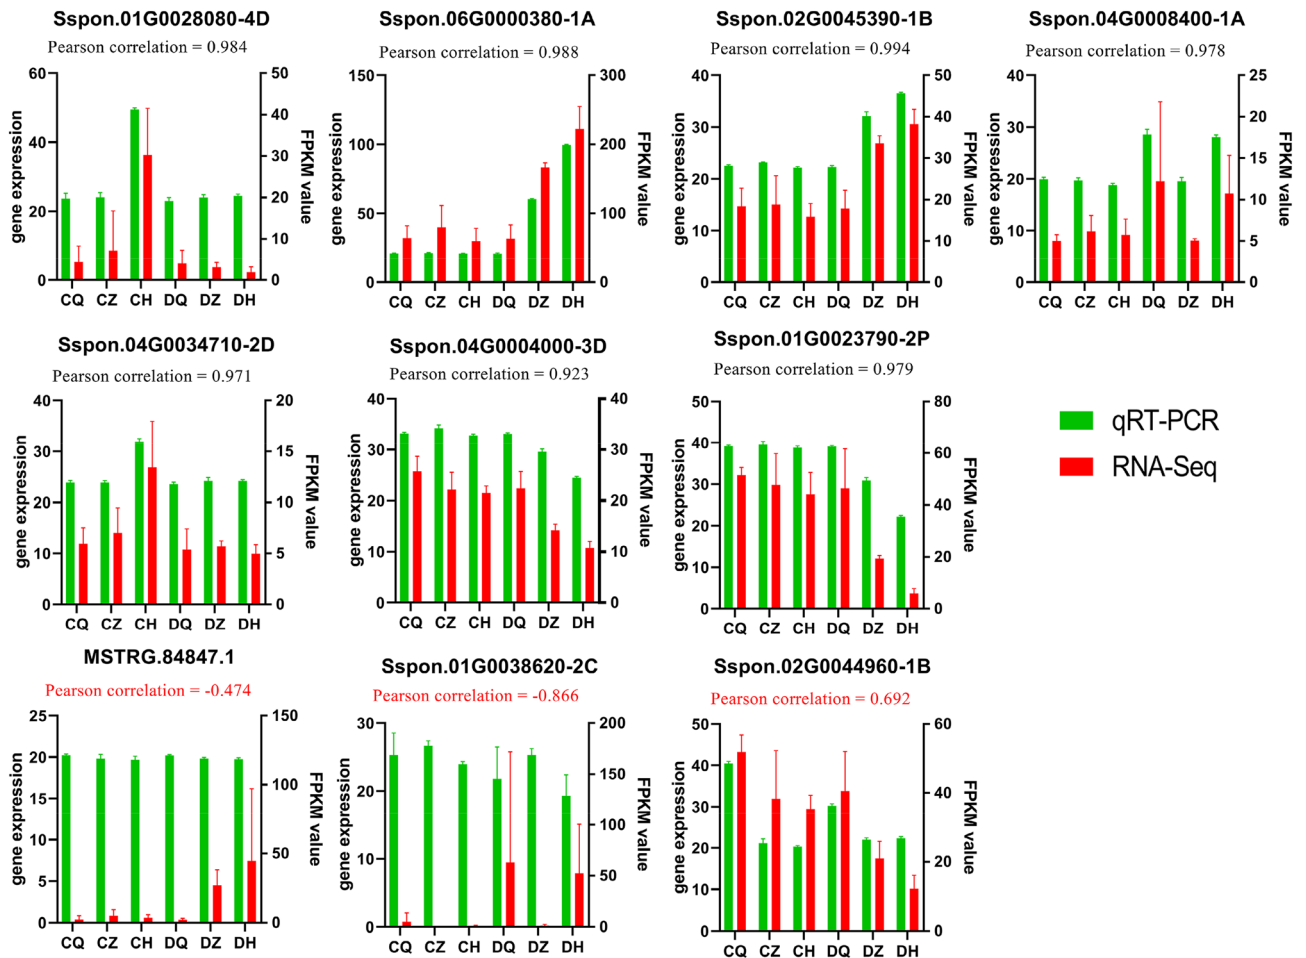 Sspon.01G0028080-4D
Pearson correlation = 0.984
60
40
20
0
gene expression
50
40
30
20
10
0
FPKM value
CQ CZ CH DQ DZ DH
Sspon.06G0000380-1A
Pearson correlation = 0.988
150
100
50
0
gene expression
300
200
100
0
FPKM value
CQ CZ CH DQ DZ DH
Sspon.02G0045390-1B
Pearson correlation = 0.994
40
30
20
10
0
gene expression
50
40
30
20
10
0
FPKM value
CQ CZ CH DQ DZ DH
Sspon.04G0008400-1A
Pearson correlation = 0.978
40
30
20
10
0
gene expression
25
20
15
10
5
0
FPKM value
CQ CZ CH DQ DZ DH
Sspon.04G0034710-2D
Pearson correlation = 0.971
40
30
20
10
0
gene expression
20
15
10
5
0
FPKM value
CQ CZ CH DQ DZ DH
Sspon.04G0004000-3D
Pearson correlation = 0.923
40
30
20
10
0
gene expression
40
30
20
10
0
FPKM value
CQ CZ CH DQ DZ DH
Sspon.01G0023790-2P
Pearson correlation = 0.979
50
40
30
20
10
0
gene expression
80
60
40
20
0
FPKM value
CQ CZ CH DQ DZ DH
qRT-PCR
RNA-Seq
MSTRG.84847.1
Pearson correlation = -0.474
25
20
15
10
5
0
gene expression
150
100
50
0
FPKM value
CQ CZ CH DQ DZ DH
Sspon.01G0038620-2C
Pearson correlation = -0.866
30
20
10
0
gene expression
200
150
100
50
0
FPKM value
CQ CZ CH DQ DZ DH
Sspon.02G0044960-1B
Pearson correlation = 0.692
50
40
30
20
10
0
gene expression
60
40
20
0
FPKM value
CQ CZ CH DQ DZ DH